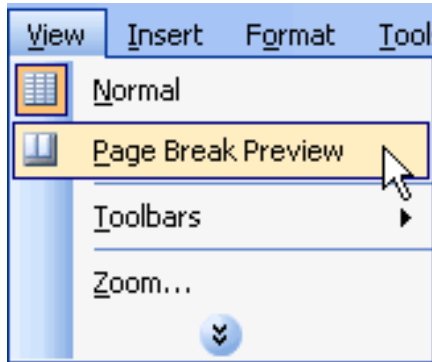 View Insert Format Tool
Normal
Page Break Preview
Toolbars
Zoom...